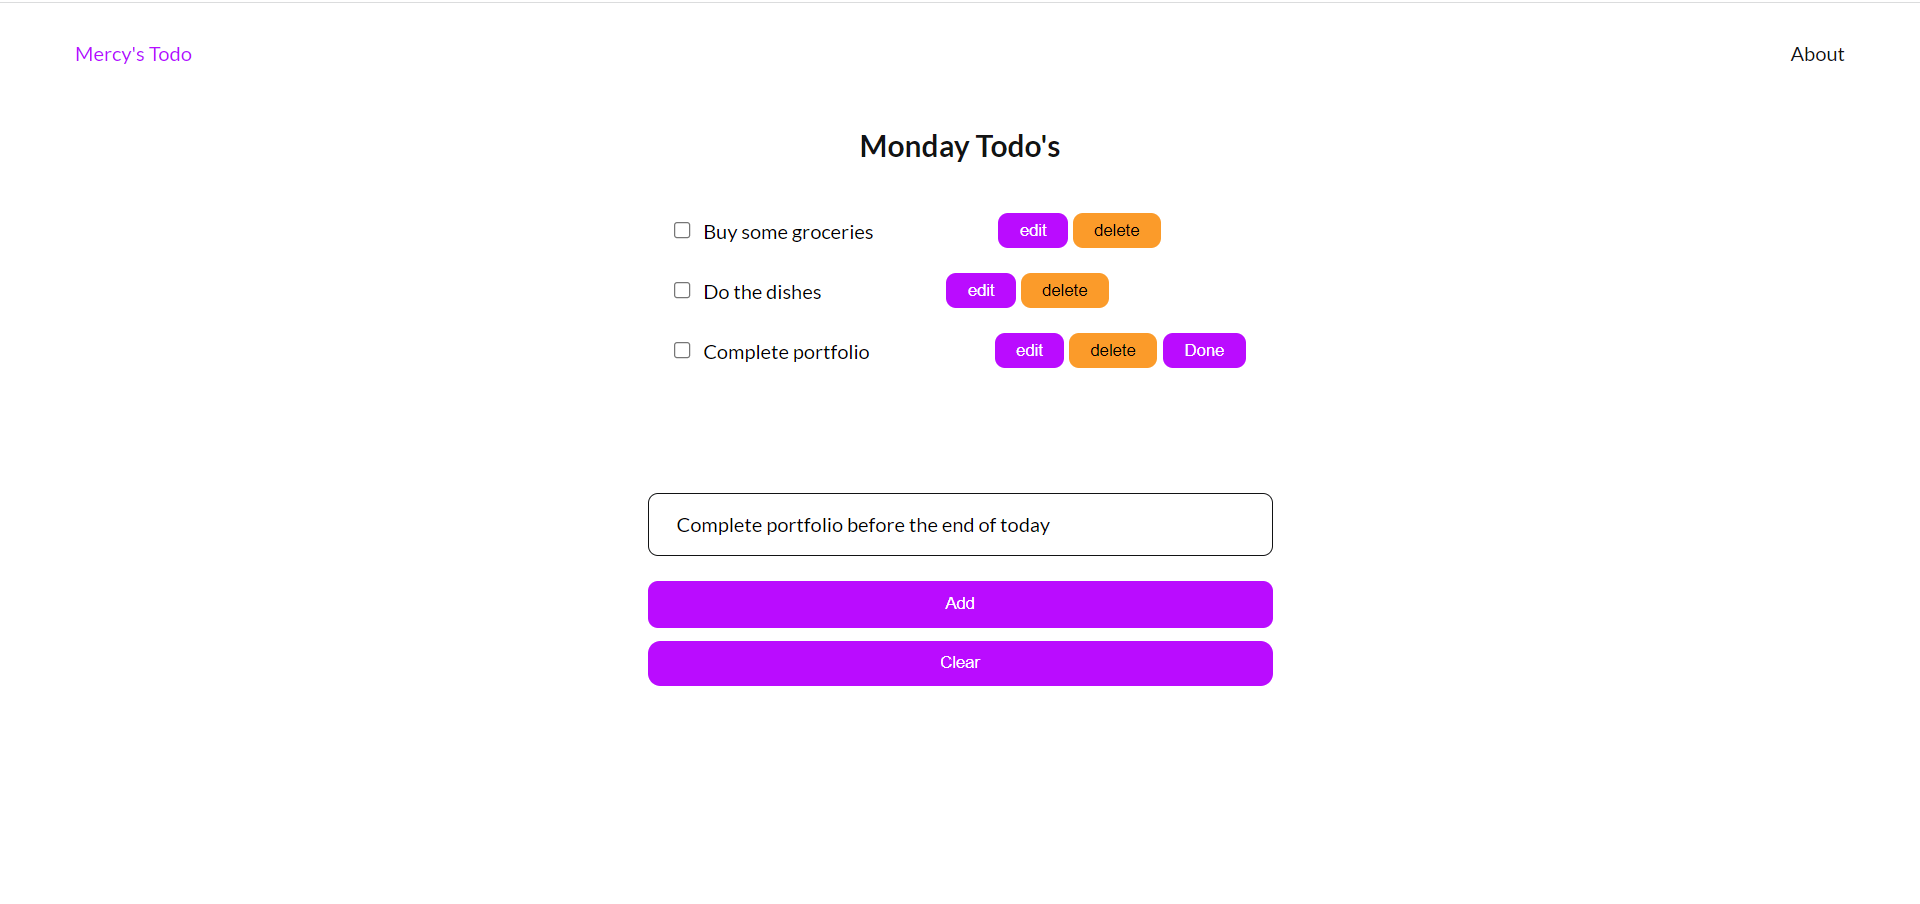 Mercy's Todo About
Monday Todo's
Buy some groceries edit delete
Do the dishes edit delete
Complete portfolio edit delete Done
Complete portfolio before the end of today
Add
Clear